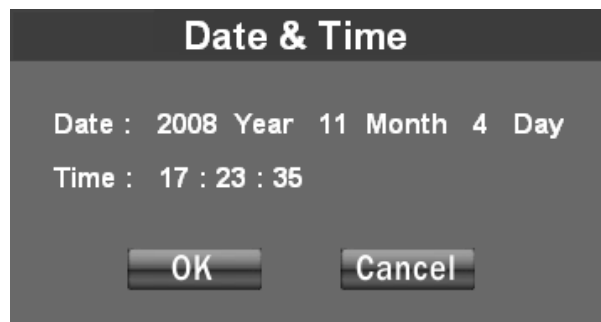 Date & Time
Date : 2008 Year 11 Month 4 Day
Time : 17 : 23 : 35
OK Cancel